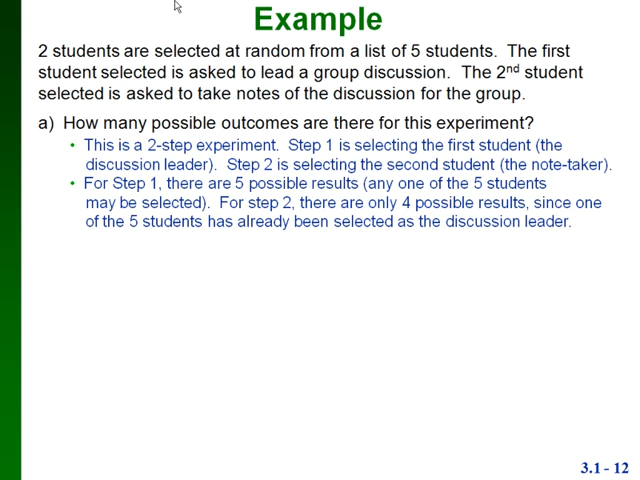 Example
2 students are selected at random from a list of 5 students. The first
student selected is asked to lead a group discussion. The 2nd student
selected is asked to take notes of the discussion for the group.
a) How many possible outcomes are there for this experiment?
• This is a 2-step experiment. Step 1 is selecting the first student (the
discussion leader). Step 2 is selecting the second student (the note-taker).
• For Step 1, there are 5 possible results (any one of the 5 students
may be selected). For step 2, there are only 4 possible results, since one
of the 5 students has already been selected as the discussion leader.
3.1 - 12